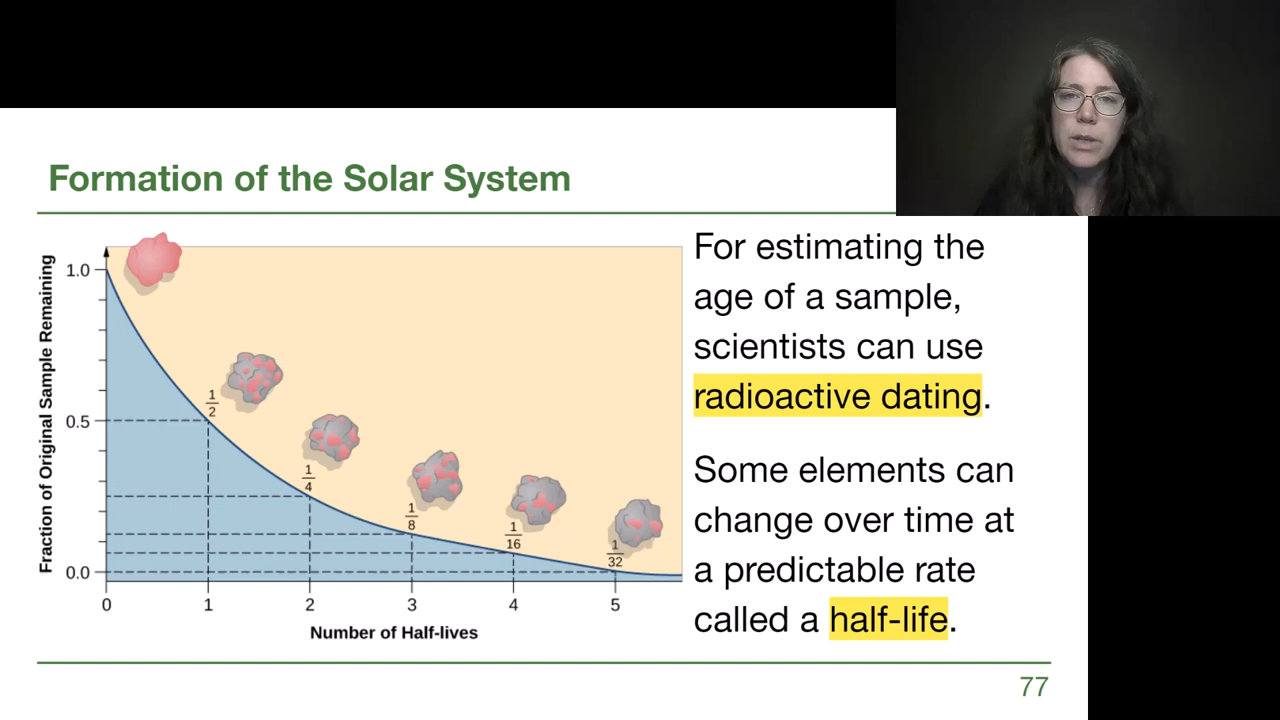 Formation of the Solar System
Fraction of Original Sample Remaining
1.0
0.5
0.0
1/2
1/4
1/8
1/16
1/32
0 1 2 3 4 5
Number of Half-lives
For estimating the
age of a sample,
scientists can use
radioactive dating.
Some elements can
change over time at
a predictable rate
called a half-life.
77